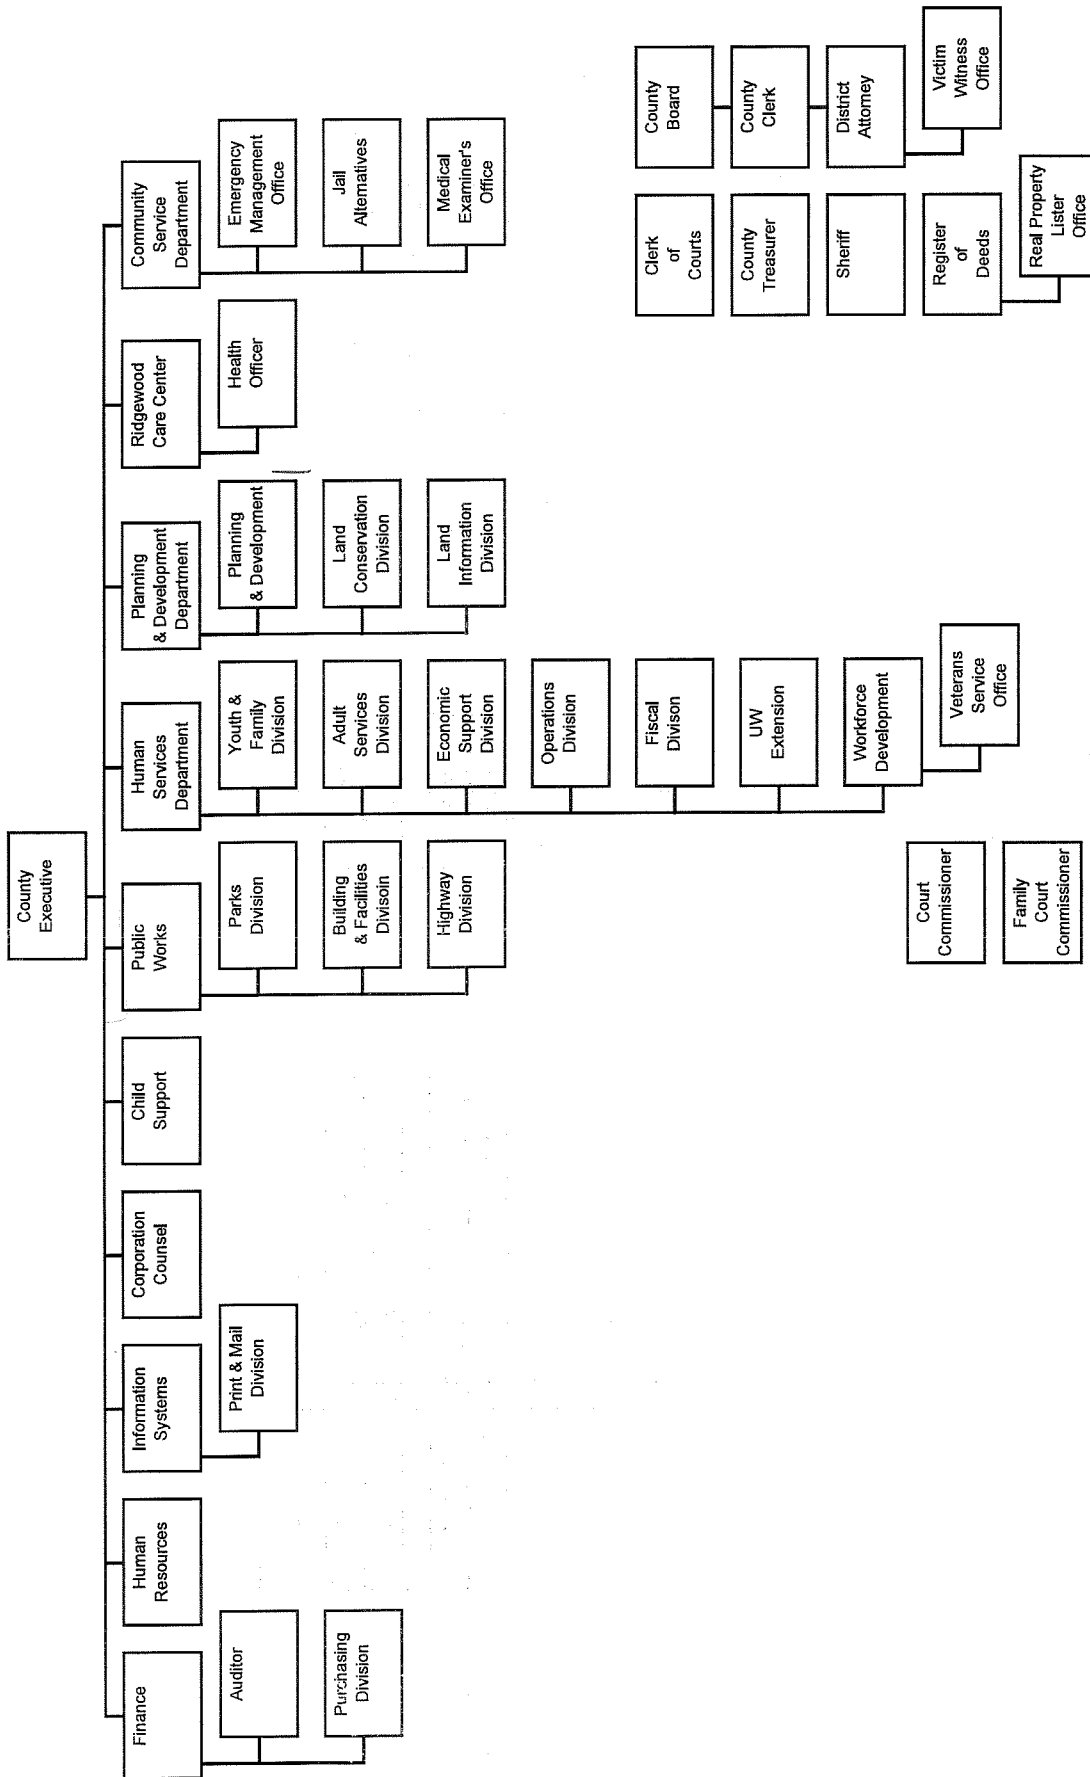 County
Executive
Finance
Auditor
Purchasing
Division
Human
Resources
Information
Systems
Print & Mail
Division
Corporation
Counsel
Child
Support
Public
Works
Parks
Division
Building
& Facilities
Divisoin
Highway
Division
Human
Services
Department
Youth &
Family
Division
Adult
Services
Division
Economic
Support
Division
Operations
Division
Fiscal
Divison
UW
Extension
Workforce
Development
Veterans
Service
Office
Planning
& Development
Department
Planning
& Development
Land
Conservation
Division
Land
Information
Division
Ridgewood
Care Center
Health
Officer
Community
Service
Department
Emergency
Management
Office
Jail
Alternatives
Medical
Examiner's
Office
Court
Commissioner
Family
Court
Commissioner
Clerk
of
Courts
County
Treasurer
Sheriff
Register
of
Deeds
Real Property
Lister
Office
County
Board
County
Clerk
District
Attorney
Victim
Witness
Office